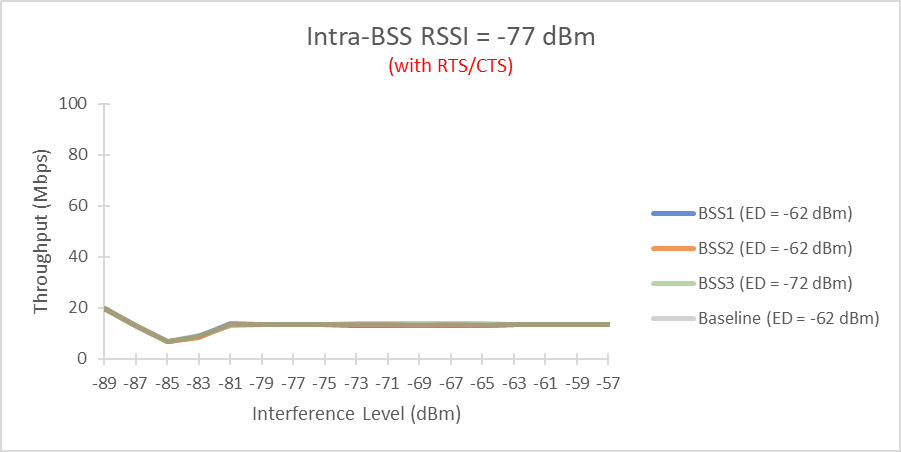 Intra-BSS RSSI = -77 dBm
(with RTS/CTS)
Throughput (Mbps)
100
80
60
40
20
0
-89 -87 -85 -83 -81 -79 -77 -75 -73 -71 -69 -67 -65 -63 -61 -59 -57
Interference Level (dBm)
BSS1 (ED = -62 dBm)
BSS2 (ED = -62 dBm)
BSS3 (ED = -72 dBm)
Baseline (ED = -62 dBm)